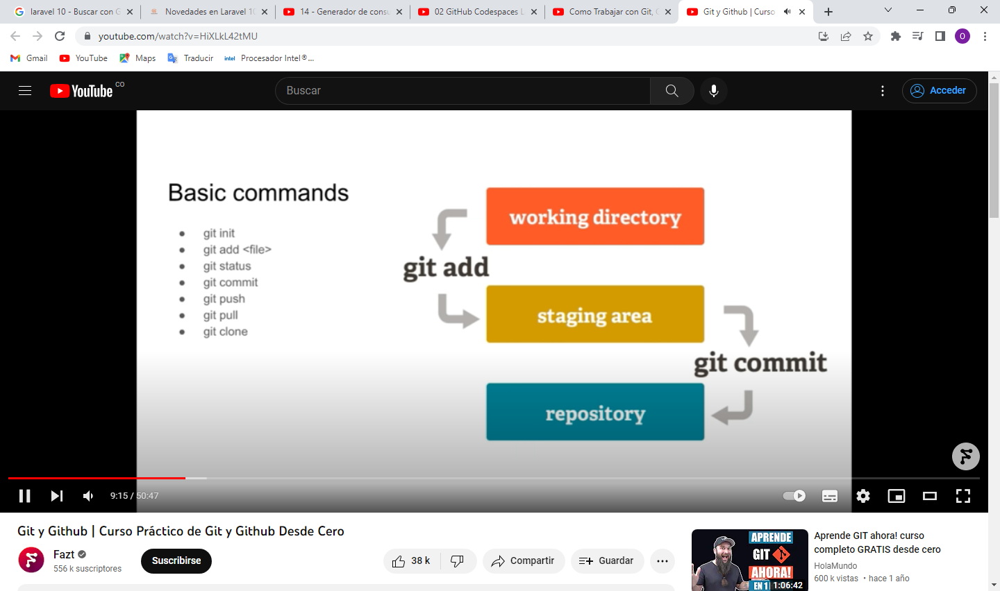 laravel 10 - Buscar con G
Novedades en Laravel 10
14 - Generador de consu
02 GitHub Codespaces L
Como Trabajar con Git, G
Git y Github | Curso
youtube.com/watch?v=HiXLkL42tMU
O
Gmail
YouTube
Maps
Traducir
intel Procesador Intel®...
YouTube CO
Buscar
Acceder
Basic commands
git init
git add <file>
git status
git commit
git push
git pull
git clone
working directory
git add
staging area
git commit
repository
9:15 / 50:47
Git y Github | Curso Práctico de Git y Github Desde Cero
Fazt
556 k suscriptores
Suscribirse
38 k
Compartir
Guardar
APRENDE
GIT
AHORA!
EN 1
1:06:42
Aprende GIT ahora! curso
completo GRATIS desde cero
HolaMundo
600 k vistas • hace 1 año